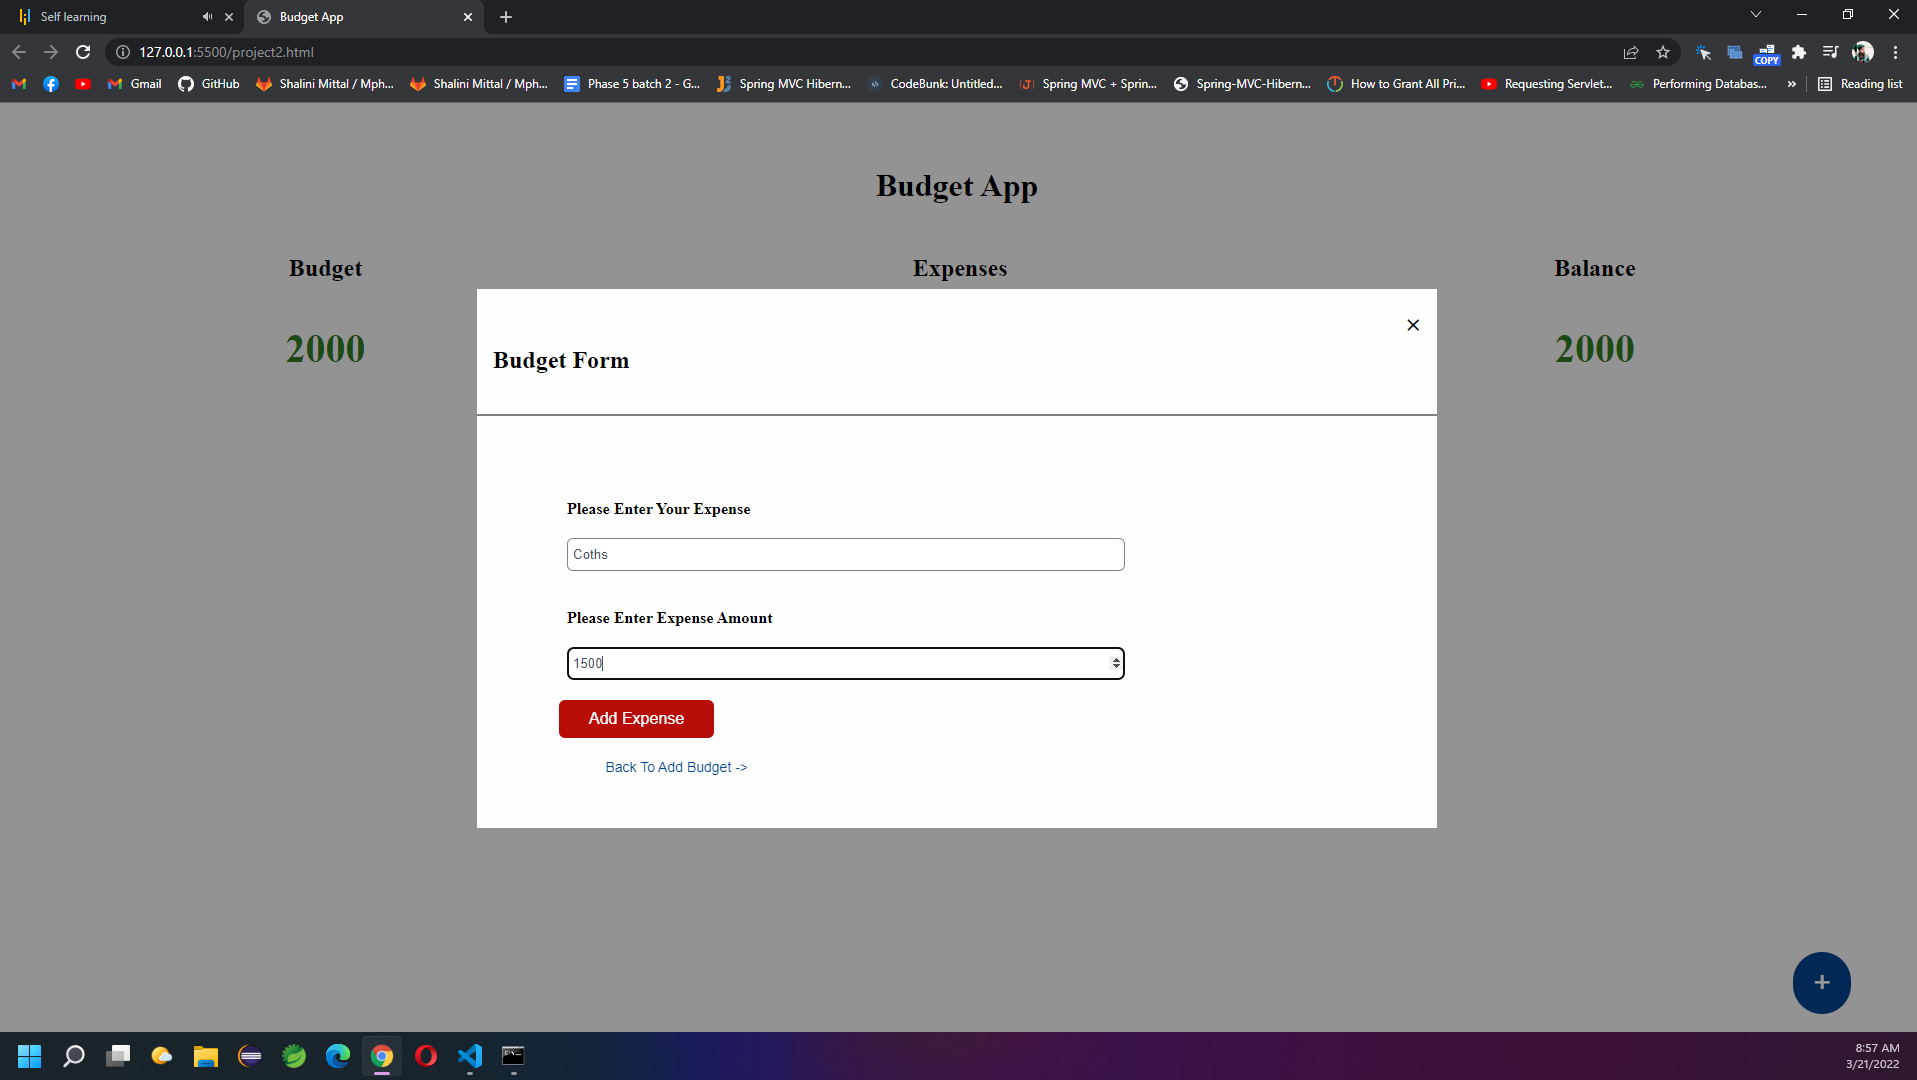 Self learning
Budget App
127.0.0.1:5500/project2.html
COPY
Gmail
GitHub
Shalini Mittal / Mph...
Shalini Mittal / Mph...
Phase 5 batch 2 - G...
Spring MVC Hibern...
CodeBunk: Untitled...
Spring MVC + Sprin...
Spring-MVC-Hibern...
How to Grant All Pri...
Requesting Servlet...
Performing Databas...
»
Reading list
Budget App
Budget
Expenses
Balance
2000
2000
Budget Form
Please Enter Your Expense
Coths
Please Enter Expense Amount
1500
Add Expense
Back To Add Budget ->
+
8:57 AM
3/21/2022